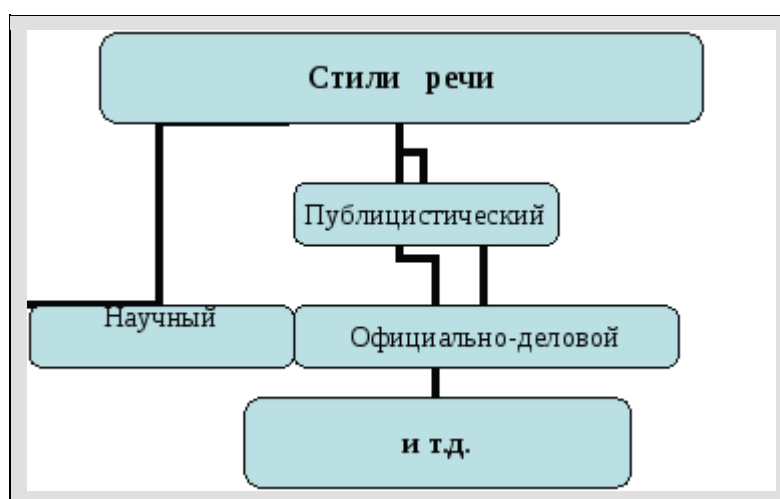 Стили речи
Публицистический
Научный
Официально-деловой
и т.д.